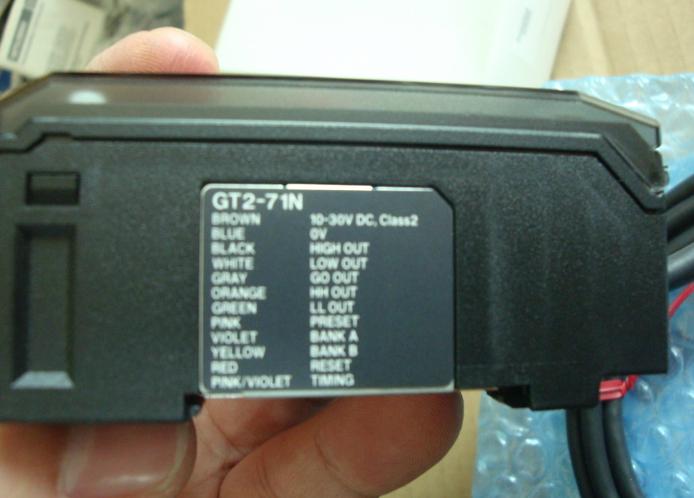 GT2-71N
BROWN 10-30V DC, Class2
BLUE 0V
BLACK HIGH OUT
WHITE LOW OUT
GRAY GO OUT
ORANGE HH OUT
GREEN LL OUT
PINK PRESET
VIOLET BANK A
YELLOW BANK B
RED RESET
PINK/VIOLET TIMING